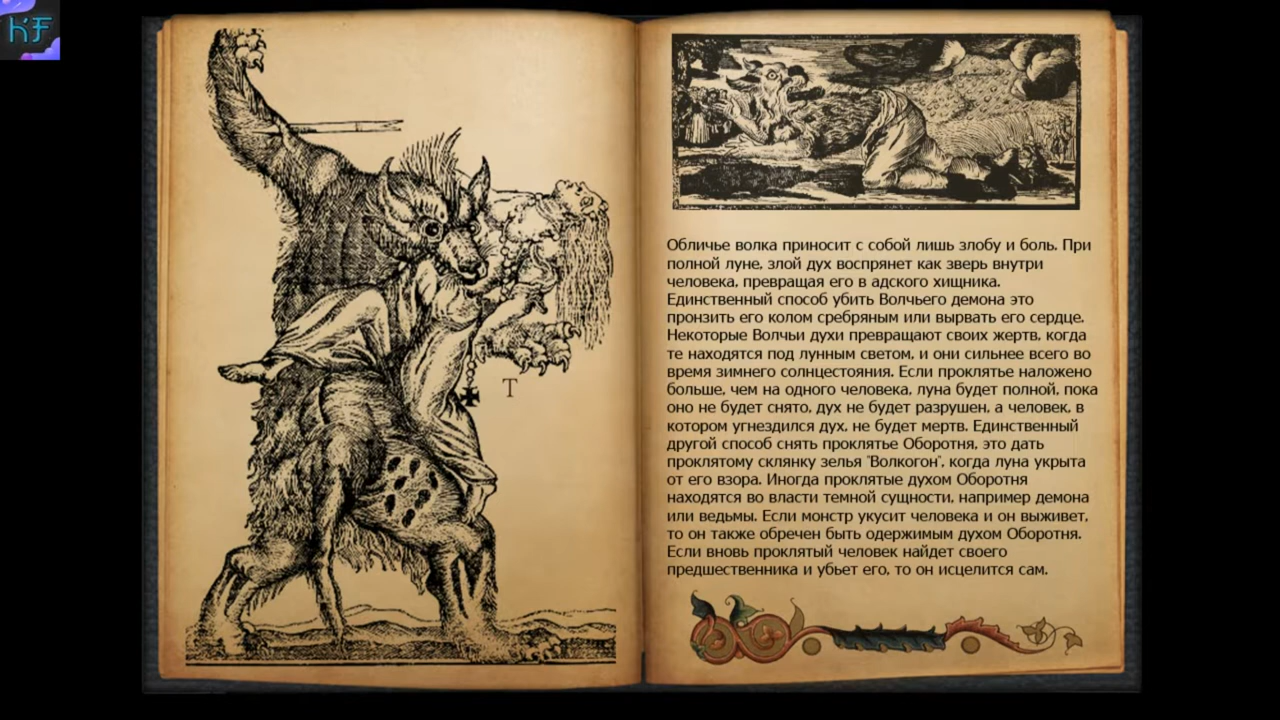 KF
T
Обличье волка приносит с собой лишь злобу и боль. При
полной луне, злой дух воспрянет как зверь внутри
человека, превращая его в адского хищника.
Единственный способ убить Волчьего демона это
пронзить его колом сребряным или вырвать его сердце.
Некоторые Волчьи духи превращают своих жертв, когда
те находятся под лунным светом, и они сильнее всего во
время зимнего солнцестояния. Если проклятье наложено
больше, чем на одного человека, луна будет полной, пока
оно не будет снято, дух не будет разрушен, а человек, в
котором угнездился дух, не будет мертв. Единственный
другой способ снять проклятье Оборотня, это дать
проклятому склянку зелья "Волкогон", когда луна укрыта
от его взора. Иногда проклятые духом Оборотня
находятся во власти темной сущности, например демона
или ведьмы. Если монстр укусит человека и он выживет,
то он также обречен быть одержимым духом Оборотня.
Если вновь проклятый человек найдет своего
предшественника и убьет его, то он исцелится сам.